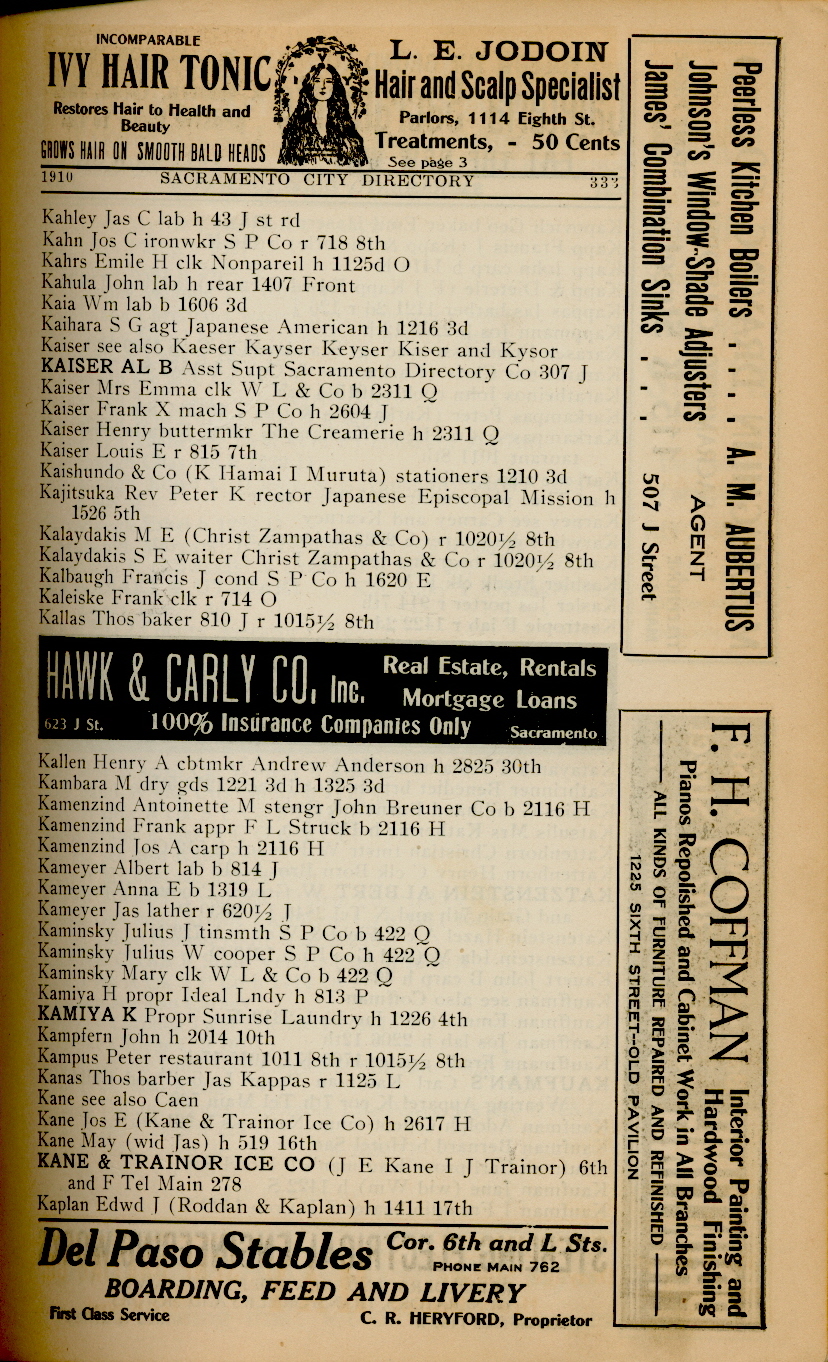 INCOMPARABLE
IVY HAIR TONIC
Restores Hair to Health and
Beauty
GROWS HAIR ON SMOOTH BALD HEADS
L. E. JODOIN
Hair and Scalp Specialist
Parlors, 1114 Eighth St.
Treatments, - 50 Cents
See page 3
1910 SACRAMENTO CITY DIRECTORY 333
Kahley Jas C lab h 43 J st rd
Kahn Jos C ironwkr S P Co r 718 8th
Kahrs Emile H clk Nonpareil h 1125d O
Kahula John lab h rear 1407 Front
Kaia Wm lab b 1606 3d
Kaihara S G agt Japanese American h 1216 3d
Kaiser see also Kaeser Kayser Keyser Kiser and Kysor
KAISER AL B Asst Supt Sacramento Directory Co 307 J
Kaiser Mrs Emma clk W L & Co b 2311 Q
Kaiser Frank X mach S P Co h 2604 J
Kaiser Henry buttermkr The Creamerie h 2311 Q
Kaiser Louis E r 815 7th
Kaishundo & Co (K Hamai I Muruta) stationers 1210 3d
Kajitsuka Rev Peter K rector Japanese Episcopal Mission h
1526 5th
Kalaydakis M E (Christ Zampathas & Co) r 1020½ 8th
Kalaydakis S E waiter Christ Zampathas & Co r 1020½ 8th
Kalbaugh Francis J cond S P Co h 1620 E
Kaleiske Frank clk r 714 O
Kallas Thos baker 810 J r 1015½ 8th
HAWK & CARLY CO, Inc.
Real Estate, Rentals
Mortgage Loans
623 J St. 100% Insurance Companies Only Sacramento
Kallen Henry A cbtmkr Andrew Anderson h 2825 30th
Kambara M dry gds 1221 3d h 1325 3d
Kamenzind Antoinette M stengr John Breuner Co b 2116 H
Kamenzind Frank appr F L Struck b 2116 H
Kamenzind Jos A carp h 2116 H
Kameyer Albert lab b 814 J
Kameyer Anna E b 1319 L
Kameyer Jas lather r 620½ J
Kaminsky Julius J tinsmth S P Co b 422 Q
Kaminsky Julius W cooper S P Co h 422 Q
Kaminsky Mary clk W L & Co b 422 Q
Kamiya H propr Ideal Lndy h 813 P
KAMIYA K Propr Sunrise Laundry h 1226 4th
Kampfern John h 2014 10th
Kampus Peter restaurant 1011 8th r 1015½ 8th
Kanas Thos barber Jas Kappas r 1125 L
Kane see also Caen
Kane Jos E (Kane & Trainor Ice Co) h 2617 H
Kane May (wid Jas) h 519 16th
KANE & TRAINOR ICE CO (J E Kane I J Trainor) 6th
and F Tel Main 278
Kaplan Edwd J (Roddan & Kaplan) h 1411 17th
Del Paso Stables
Cor. 6th and L Sts.
PHONE MAIN 762
BOARDING, FEED AND LIVERY
First Class Service C. R. HERYFORD, Proprietor
Peerless Kitchen Boilers . . . . A. M. AUBERTUS
Johnson's Window-Shade Adjusters AGENT
James' Combination Sinks . . . 507 J Street
F. H. COFFMAN
Interior Painting and
Hardwood Finishing
Pianos Repolished and Cabinet Work in All Branches
ALL KINDS OF FURNITURE REPAIRED AND REFINISHED
1225 SIXTH STREET--OLD PAVILION